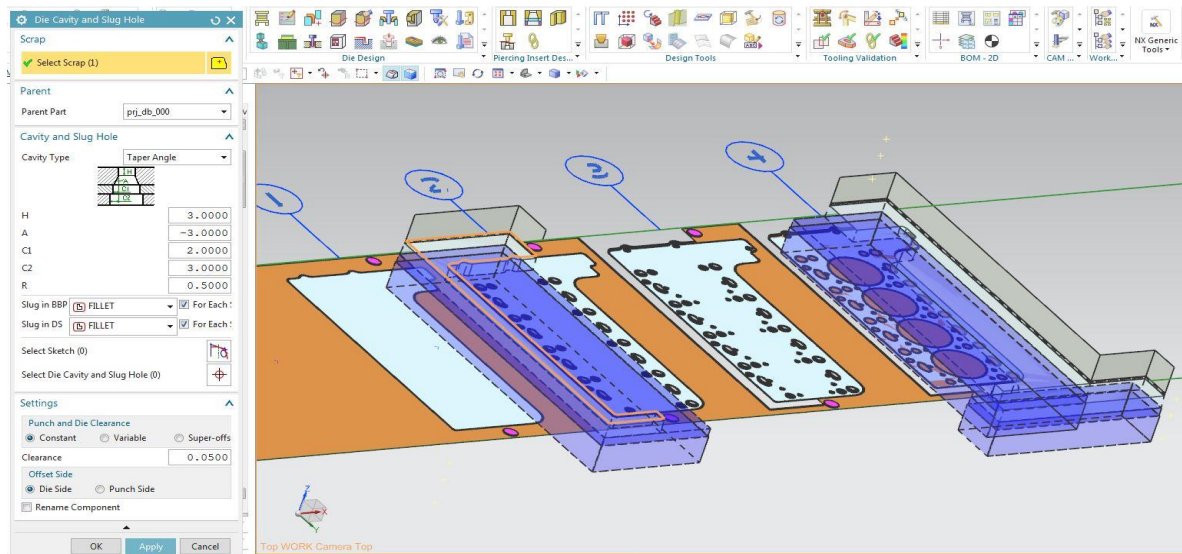 Die Cavity and Slug Hole
Scrap
Select Scrap (1)
Parent
Parent Part
prj_db_000
Cavity and Slug Hole
Cavity Type
Taper Angle
H
A
C1
C2
H
3.0000
A
-3.0000
C1
2.0000
C2
3.0000
R
0.5000
Slug in BBP
FILLET
For Each
Slug in DS
FILLET
For Each
Select Sketch (0)
Select Die Cavity and Slug Hole (0)
Settings
Punch and Die Clearance
Constant
Variable
Super-offs
Clearance
0.0500
Offset Side
Die Side
Punch Side
Rename Component
OK
Apply
Cancel
Die Design
Piercing Insert Des...
Design Tools
Tooling Validation
BOM - 2D
CAM ...
Work...
NX Generic
Tools
NX
1
2
3
4
Z
X
Y
Top WORK Camera Top